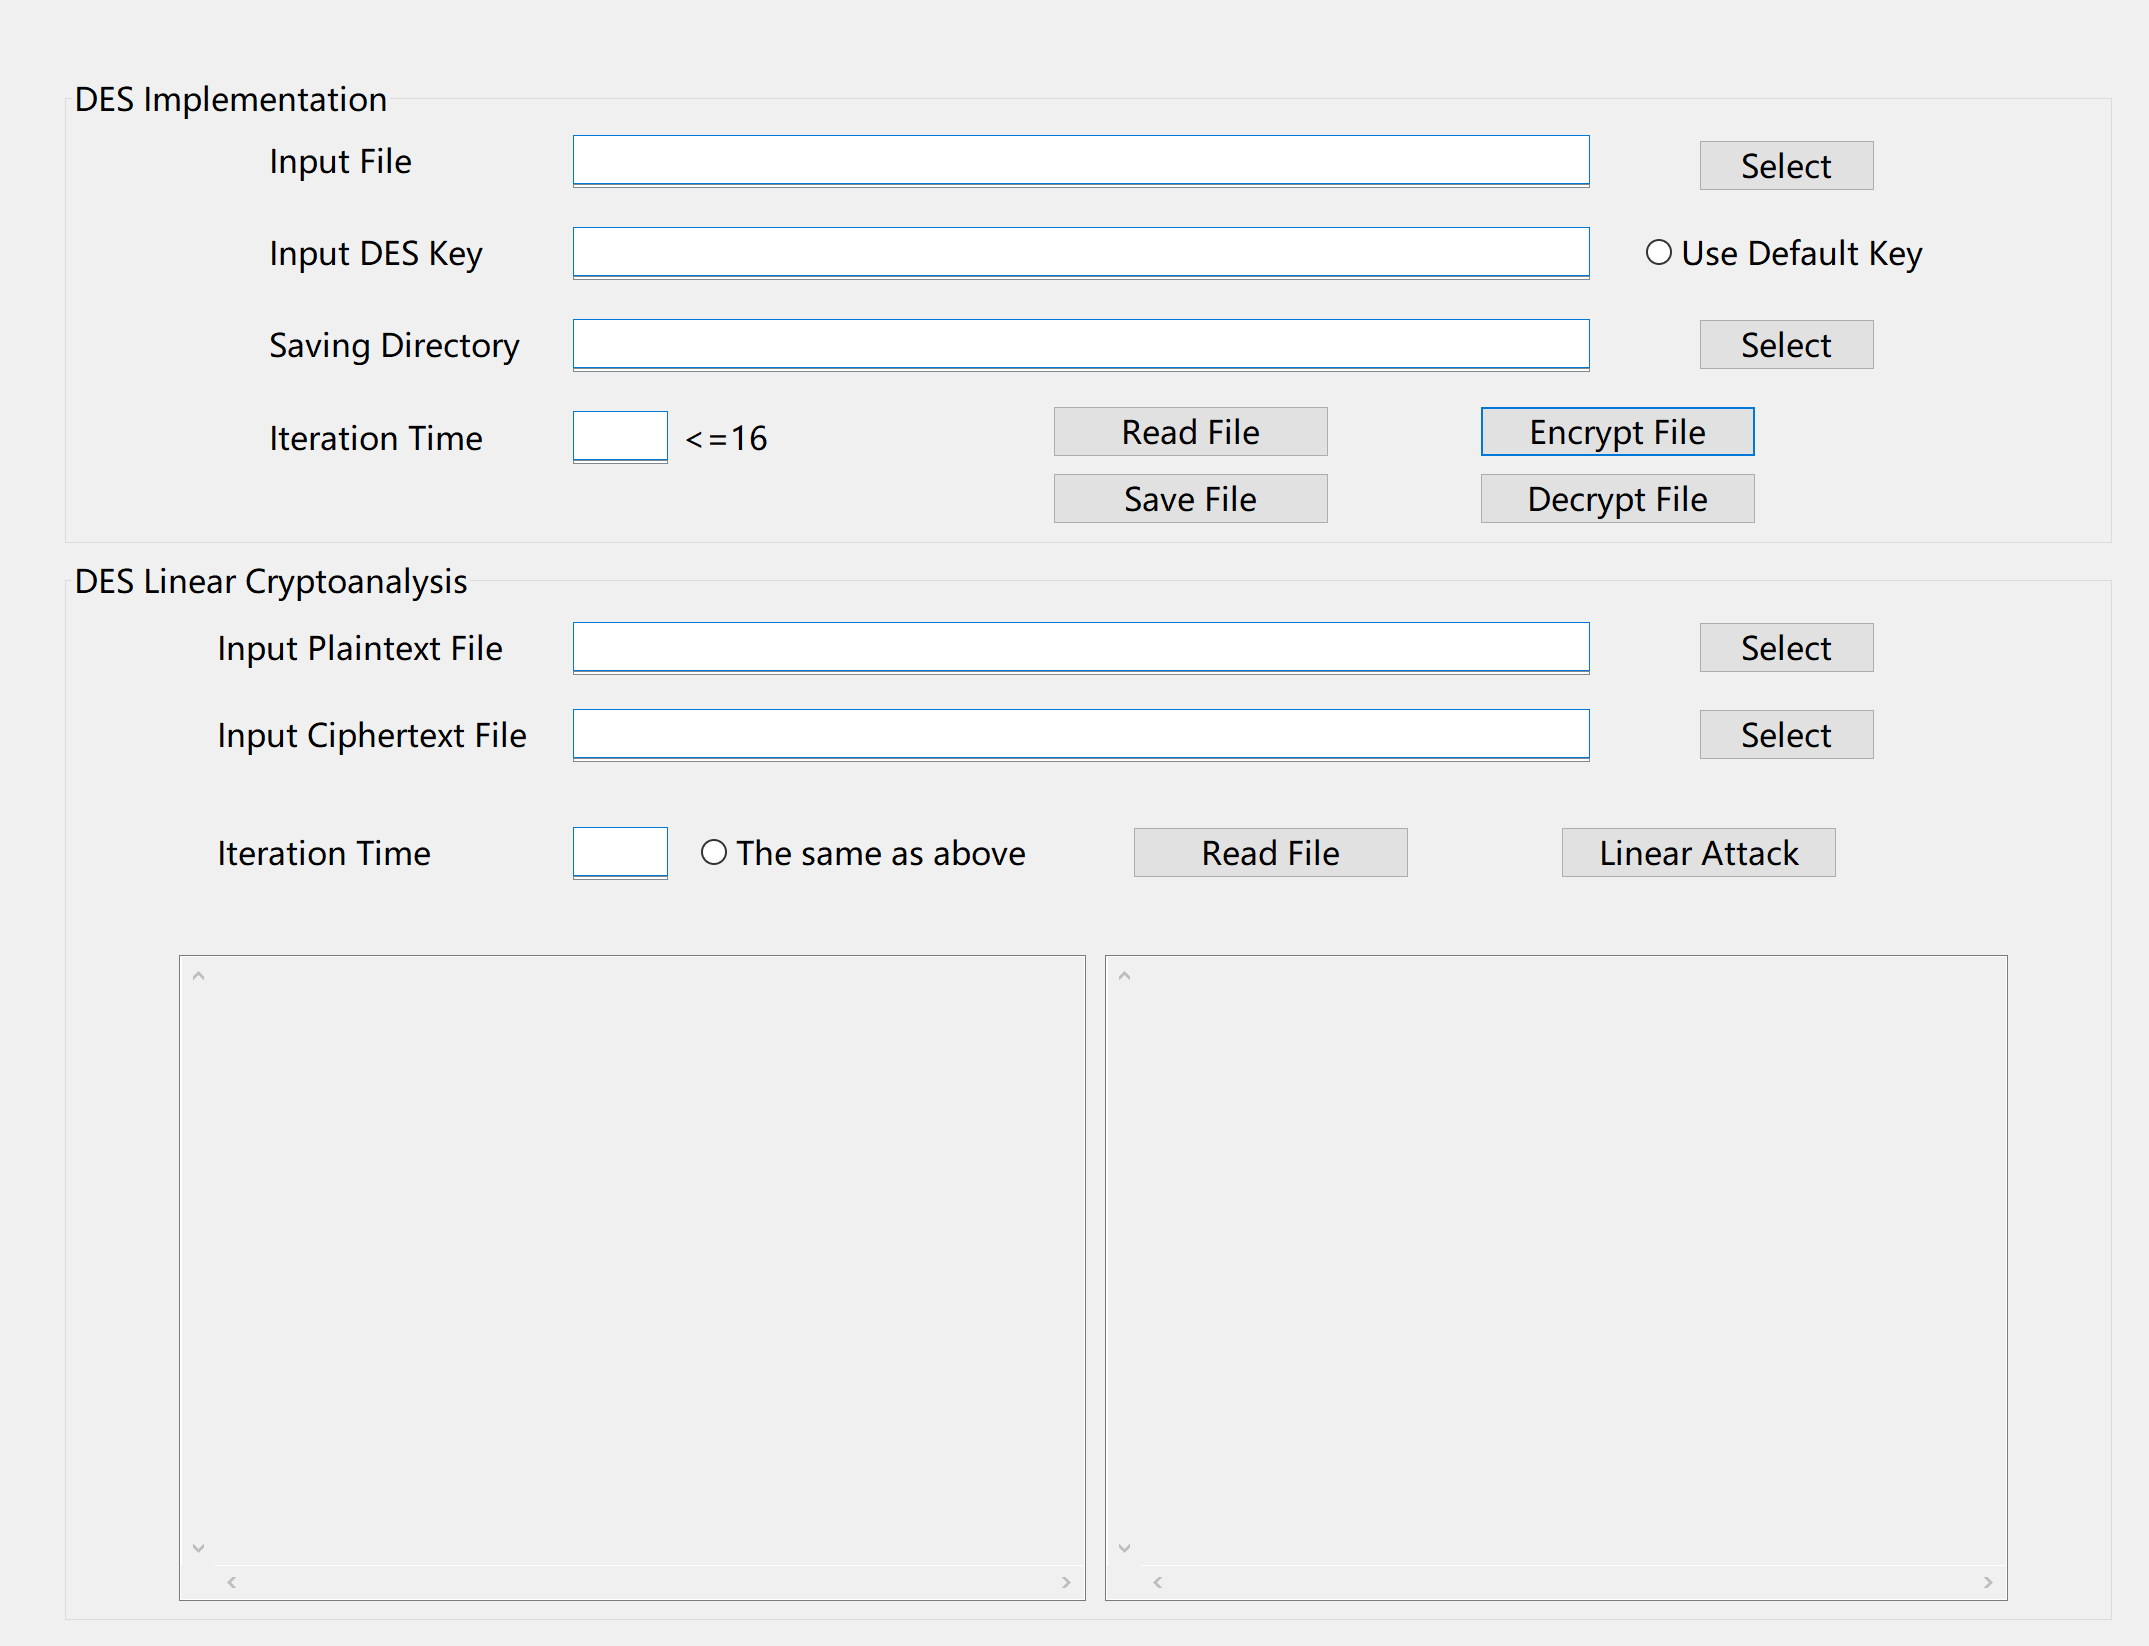 DES Implementation
Input File Select
Input DES Key Use Default Key
Saving Directory Select
Iteration Time <=16 Read File Encrypt File
Save File Decrypt File
DES Linear Cryptoanalysis
Input Plaintext File Select
Input Ciphertext File Select
Iteration Time The same as above Read File Linear Attack